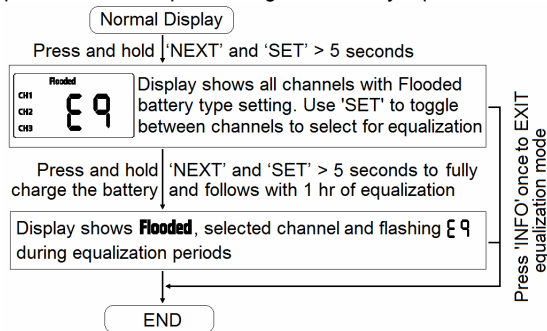 Normal Display
Press and hold 'NEXT' and 'SET' > 5 seconds
Flooded
CH1
CH2
CH3
E9
Display shows all channels with Flooded
battery type setting. Use 'SET' to toggle
between channels to select for equalization
Press and hold 'NEXT' and 'SET' > 5 seconds to fully
charge the battery and follows with 1 hr of equalization
Display shows Flooded, selected channel and flashing E9
during equalization periods
Press 'INFO' once to EXIT
equalization mode
END